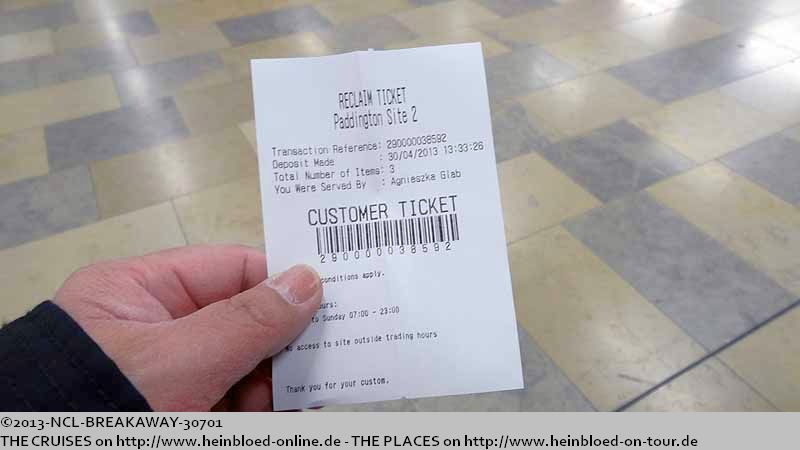 RECLAIM TICKET
Paddington Site 2
Transaction Reference: 290000038592
Deposit Made : 30/04/2013 13:33:26
Total Number of Items: 3
You Were Served By : Agnieszka Glab
CUSTOMER TICKET
290000038592
conditions apply.
ours:
to Sunday 07:00 - 23:00
No access to site outside trading hours
Thank you for your custom.
©2013-NCL-BREAKAWAY-30701
THE CRUISES on http://www.heinbloed-online.de - THE PLACES on http://www.heinbloed-on-tour.de